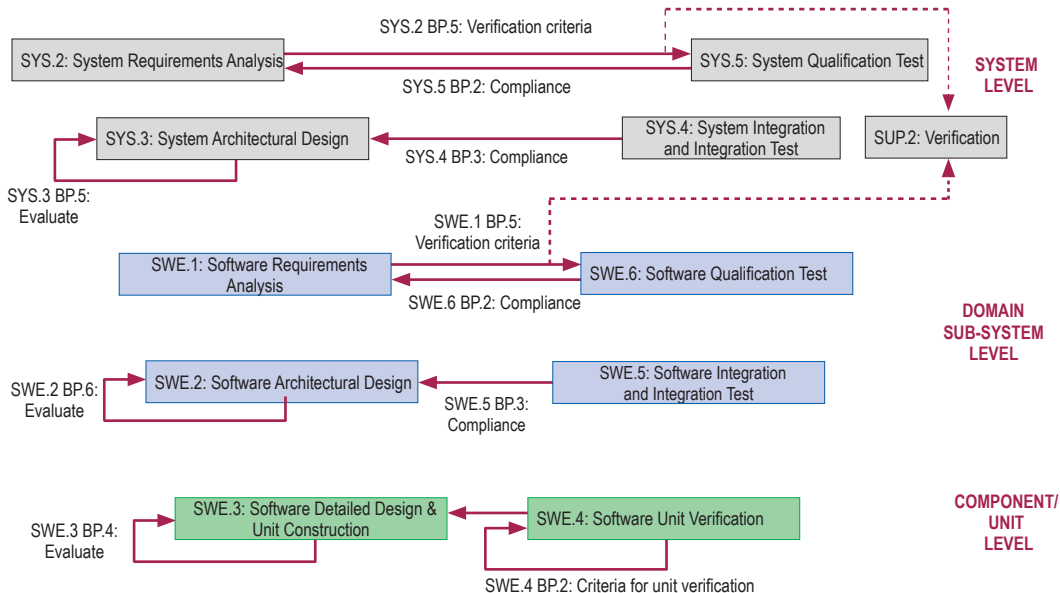 SYS.2 BP.5: Verification criteria
SYS.2: System Requirements Analysis
SYS.5: System Qualification Test
SYS.5 BP.2: Compliance
SYSTEM
LEVEL
SYS.3: System Architectural Design
SYS.4 BP.3: Compliance
SYS.4: System Integration
and Integration Test
SUP.2: Verification
SYS.3 BP.5:
Evaluate
SWE.1 BP.5:
Verification criteria
SWE.1: Software Requirements
Analysis
SWE.6: Software Qualification Test
SWE.6 BP.2: Compliance
DOMAIN
SUB-SYSTEM
LEVEL
SWE.2 BP.6:
Evaluate
SWE.2: Software Architectural Design
SWE.5 BP.3:
Compliance
SWE.5: Software Integration
and Integration Test
SWE.3 BP.4:
Evaluate
SWE.3: Software Detailed Design &
Unit Construction
SWE.4: Software Unit Verification
SWE.4 BP.2: Criteria for unit verification
COMPONENT/
UNIT
LEVEL